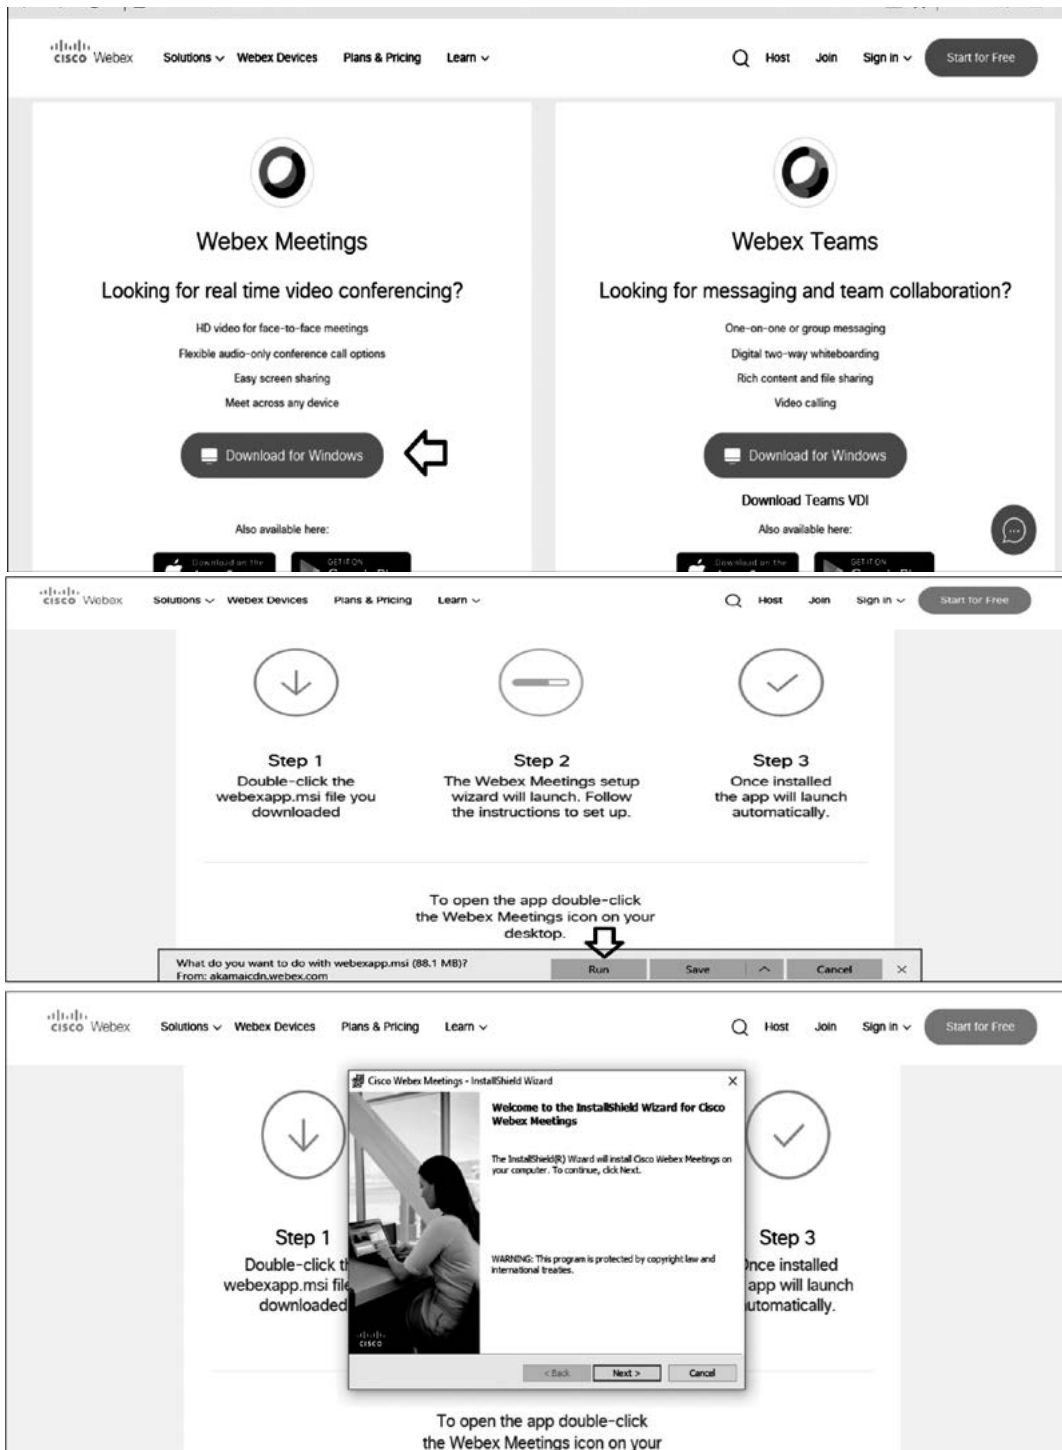 CISCO Webex Solutions Webex Devices Plans & Pricing Learn Host Join Sign in Start for Free
Webex Meetings
Looking for real time video conferencing?
HD video for face-to-face meetings
Flexible audio-only conference call options
Easy screen sharing
Meet across any device
Download for Windows
Also available here:
Download on the
GET IT ON
Webex Teams
Looking for messaging and team collaboration?
One-on-one or group messaging
Digital two-way whiteboarding
Rich content and file sharing
Video calling
Download for Windows
Download Teams VDI
Also available here:
Download on the
GET IT ON
CISCO Webex Solutions Webex Devices Plans & Pricing Learn Host Join Sign in Start for Free
Step 1
Double-click the
webexapp.msi file you
downloaded
Step 2
The Webex Meetings setup
wizard will launch. Follow
the instructions to set up.
Step 3
Once installed
the app will launch
automatically.
To open the app double-click
the Webex Meetings icon on your
desktop.
What do you want to do with webexapp.msi (88.1 MB)?
From: akamaicdn.webex.com
Run Save Cancel
CISCO Webex Solutions Webex Devices Plans & Pricing Learn Host Join Sign in Start for Free
Cisco Webex Meetings - InstallShield Wizard
Welcome to the InstallShield Wizard for Cisco
Webex Meetings
The InstallShield(R) Wizard will install Cisco Webex Meetings on
your computer. To continue, click Next.
WARNING: This program is protected by copyright law and
international treaties.
CISCO
< Back Next > Cancel
Step 1
Double-click
webexapp.msi
downloaded
Step 3
installed
app will launch
To open the app double-click
the Webex Meetings icon on your